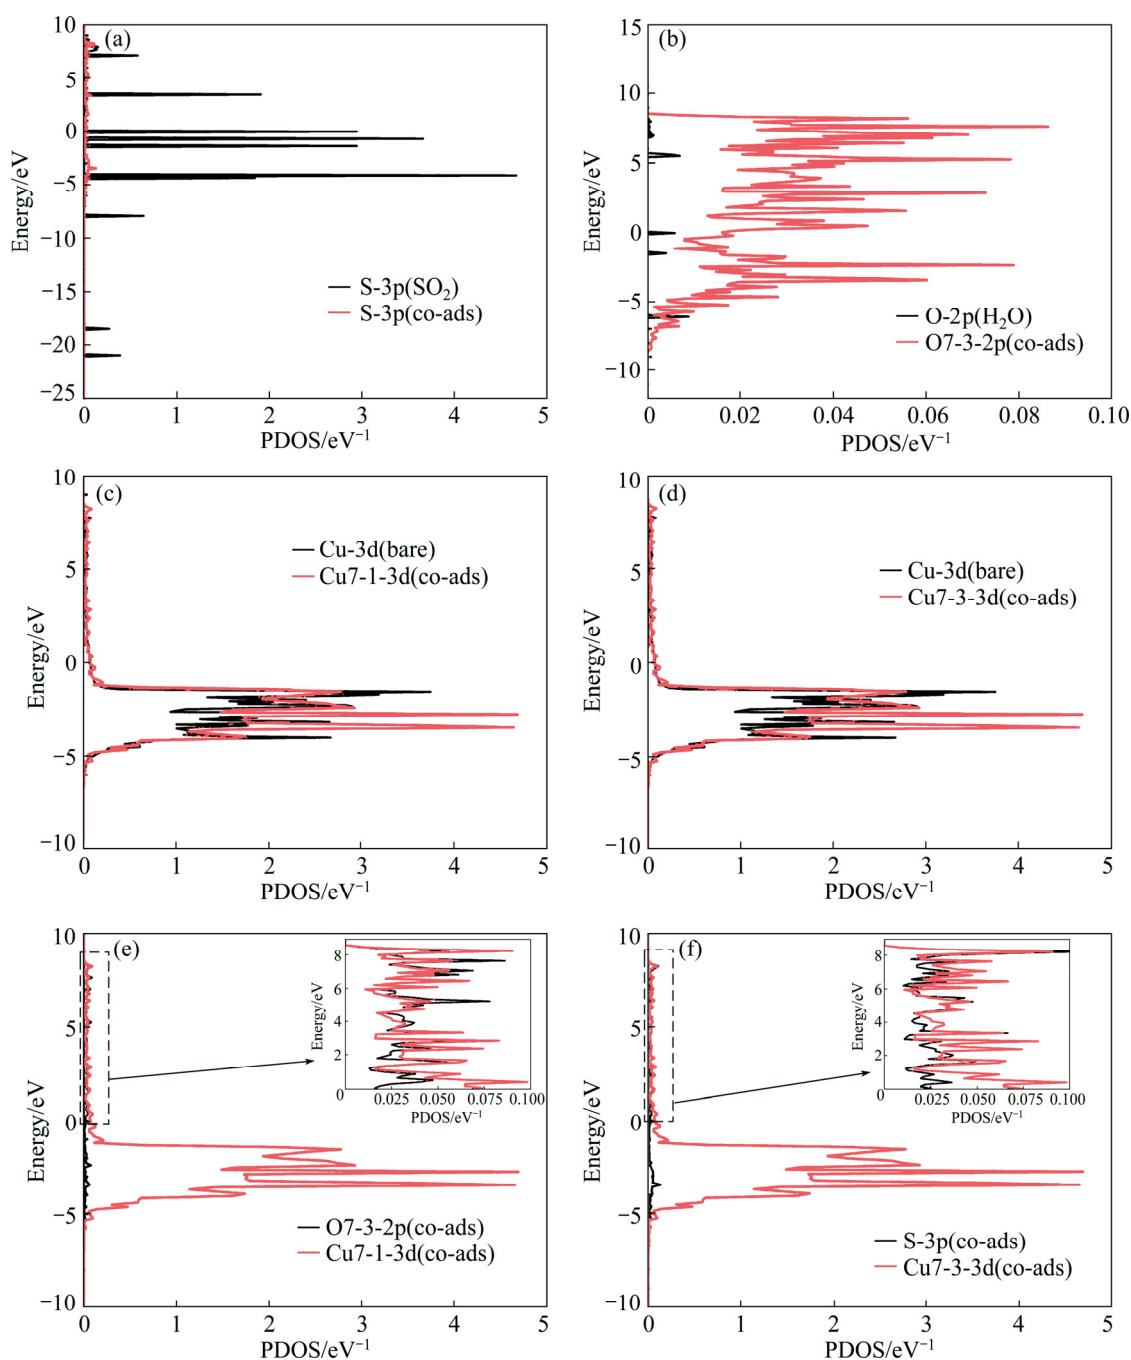 (a)
10
5
0
−5
−10
−15
−20
−25
Energy/eV
S-3p(SO₂)
S-3p(co-ads)
0 1 2 3 4 5
PDOS/eV⁻¹
(b)
15
10
5
0
−5
−10
Energy/eV
O-2p(H₂O)
O7-3-2p(co-ads)
0 0.02 0.04 0.06 0.08 0.10
PDOS/eV⁻¹
(c)
10
5
0
−5
−10
Energy/eV
Cu-3d(bare)
Cu7-1-3d(co-ads)
0 1 2 3 4 5
PDOS/eV⁻¹
(d)
10
5
0
−5
−10
Energy/eV
Cu-3d(bare)
Cu7-3-3d(co-ads)
0 1 2 3 4 5
PDOS/cV⁻¹
(e)
10
5
0
−5
−10
Energy/eV
8
6
4
2
0
Energy/eV
0.025 0.050 0.075 0.100
PDOS/eV⁻¹
O7-3-2p(co-ads)
Cu7-1-3d(co-ads)
0 1 2 3 4 5
PDOS/eV⁻¹
(f)
10
5
0
−5
−10
Energy/eV
8
6
4
2
0
Energy/eV
0.025 0.050 0.075 0.100
PDOS/eV⁻¹
S-3p(co-ads)
Cu7-3-3d(co-ads)
0 1 2 3 4 5
PDOS/eV⁻¹